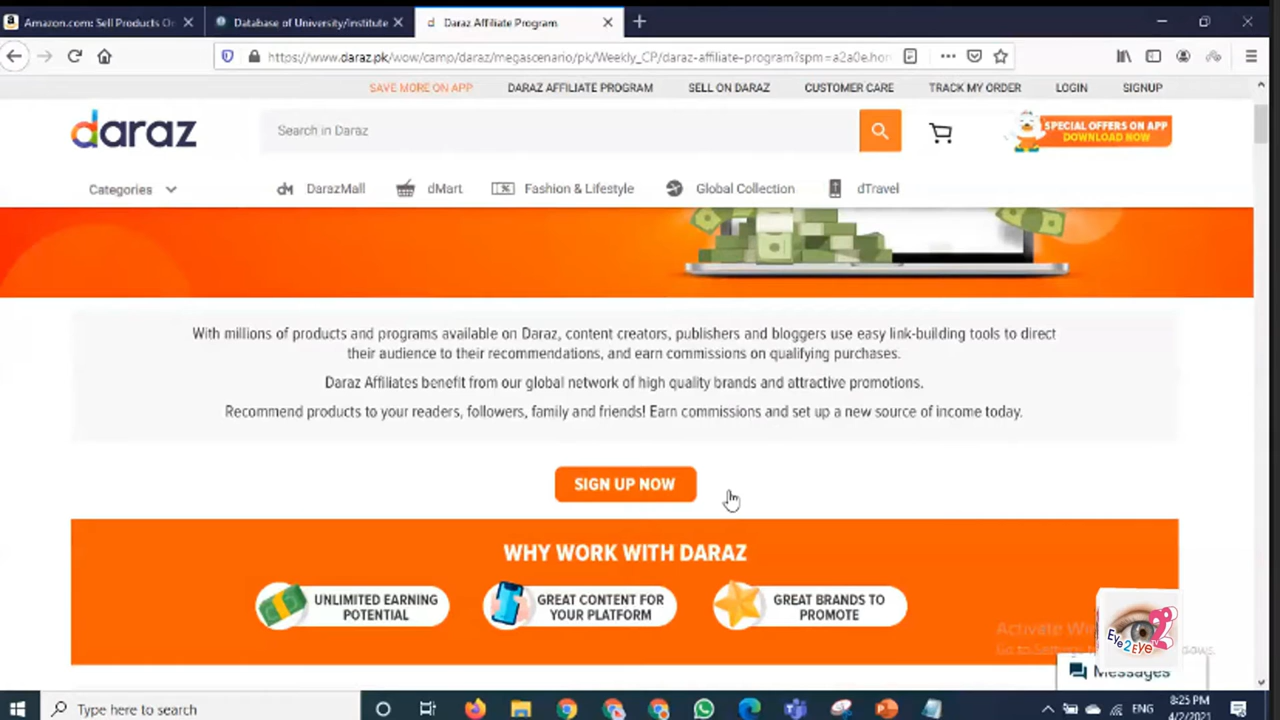 Amazon.com: Sell Products On
Database of University/Institute
Daraz Affiliate Program
https://www.daraz.pk/wow/camp/daraz/megascenario/pk/Weekly_CP/daraz-affiliate-program?spm=a2a0e.hom
SAVE MORE ON APP DARAZ AFFILIATE PROGRAM SELL ON DARAZ CUSTOMER CARE TRACK MY ORDER LOGIN SIGNUP
daraz
Search in Daraz
SPECIAL OFFERS ON APP
DOWNLOAD NOW
Categories DarazMall dMart Fashion & Lifestyle Global Collection dTravel
With millions of products and programs available on Daraz, content creators, publishers and bloggers use easy link-building tools to direct
their audience to their recommendations, and earn commissions on qualifying purchases.
Daraz Affiliates benefit from our global network of high quality brands and attractive promotions.
Recommend products to your readers, followers, family and friends! Earn commissions and set up a new source of income today.
SIGN UP NOW
WHY WORK WITH DARAZ
UNLIMITED EARNING
POTENTIAL
GREAT CONTENT FOR
YOUR PLATFORM
GREAT BRANDS TO
PROMOTE
Activate Wi
Go to Settings
Eye2Eye TV
Messages
Type here to search
ENG
8:25 PM
4/2/2021